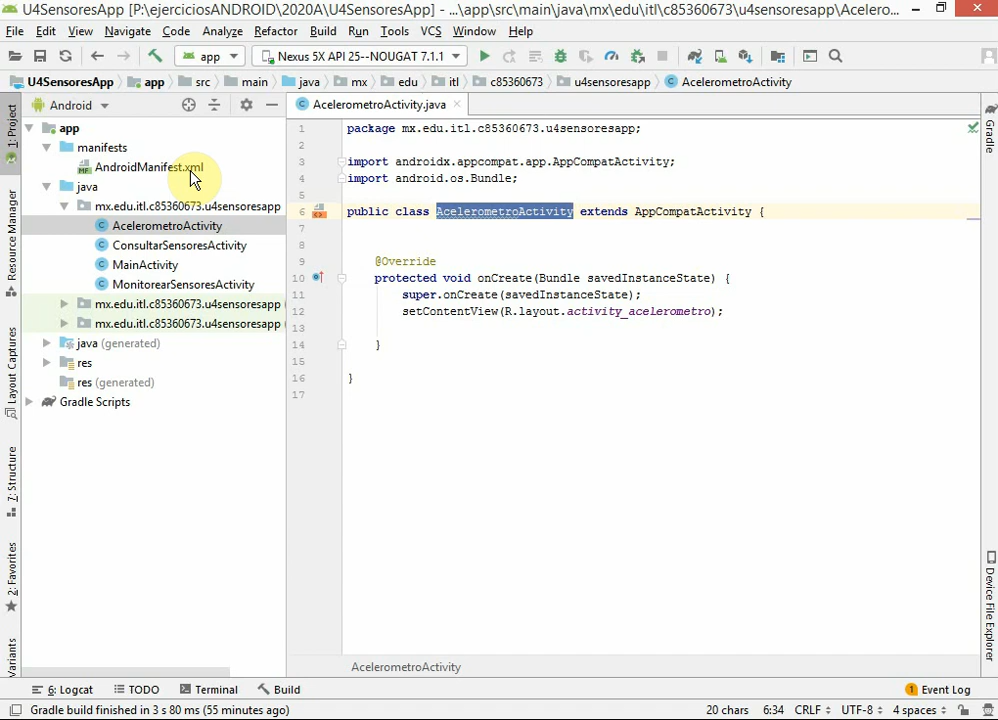 U4SensoresApp [P:\ejerciciosANDROID\2020A\U4SensoresApp] - ...\app\src\main\java\mx\edu\itl\c85360673\u4sensoresapp\Acelero...
File Edit View Navigate Code Analyze Refactor Build Run Tools VCS Window Help
app Nexus 5X API 25--NOUGAT 7.1.1
U4SensoresApp app src main java mx edu itl c85360673 u4sensoresapp AcelerometroActivity
Android
AcelerometroActivity.java
1: Project
Resource Manager
Layout Captures
7: Structure
2: Favorites
Variants
app
manifests
AndroidManifest.xml
java
mx.edu.itl.c85360673.u4sensoresapp
AcelerometroActivity
ConsultarSensoresActivity
MainActivity
MonitorearSensoresActivity
mx.edu.itl.c85360673.u4sensoresapp
mx.edu.itl.c85360673.u4sensoresapp
java (generated)
res
res (generated)
Gradle Scripts
1 package mx.edu.itl.c85360673.u4sensoresapp;
2
3 import androidx.appcompat.app.AppCompatActivity;
4 import android.os.Bundle;
5
6 public class AcelerometroActivity extends AppCompatActivity {
7
8
9 @Override
10 protected void onCreate(Bundle savedInstanceState) {
11 super.onCreate(savedInstanceState);
12 setContentView(R.layout.activity_acelerometro);
13
14 }
15
16 }
17
AcelerometroActivity
Gradle
Device File Explorer
6: Logcat TODO Terminal Build 1 Event Log
Gradle build finished in 3 s 80 ms (55 minutes ago) 20 chars 6:34 CRLF UTF-8 4 spaces